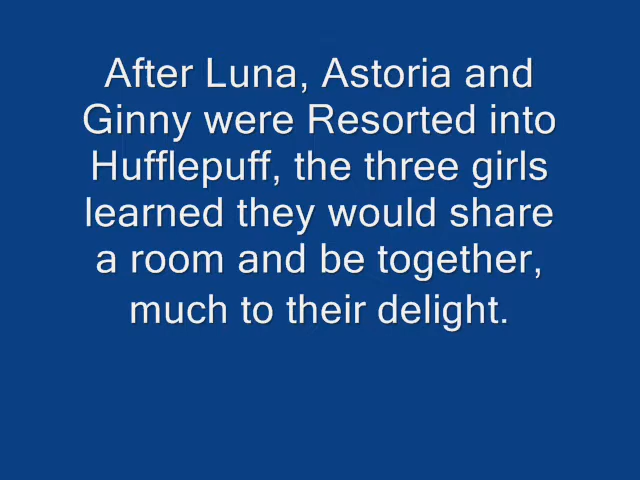 After Luna, Astoria and
Ginny were Resorted into
Hufflepuff, the three girls
learned they would share
a room and be together,
much to their delight.